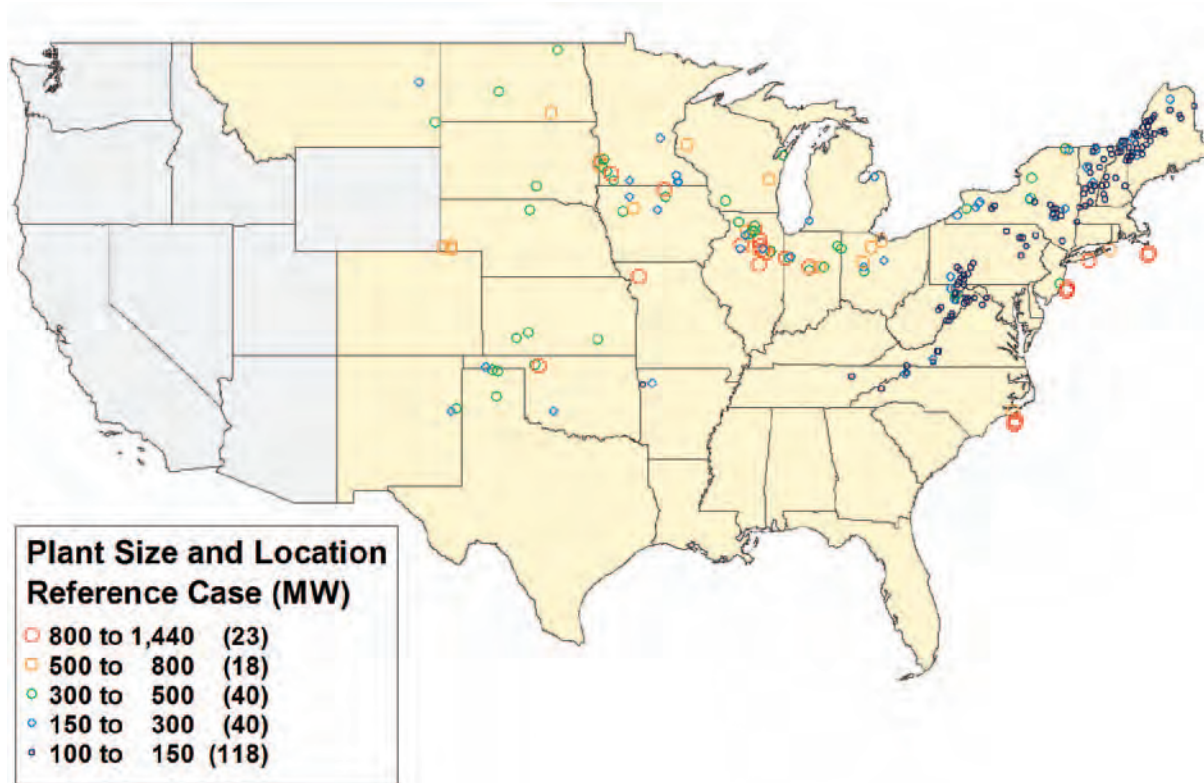 Plant Size and Location
Reference Case (MW)
800 to 1,440 (23)
500 to 800 (18)
300 to 500 (40)
150 to 300 (40)
100 to 150 (118)